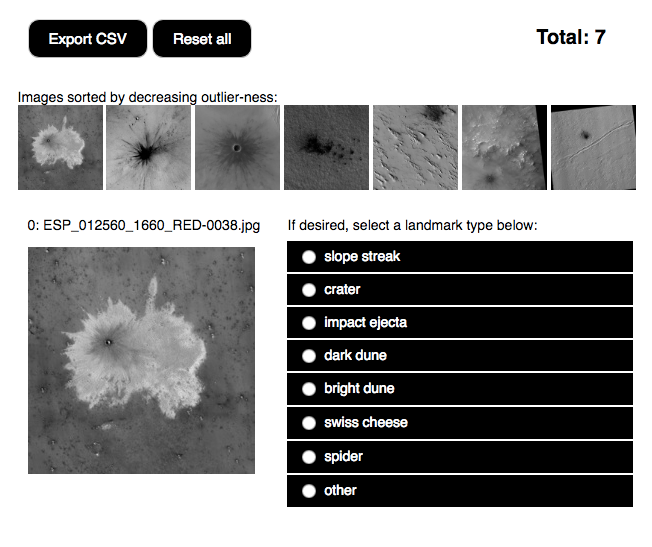 Export CSV
Reset all
Total: 7
Images sorted by decreasing outlier-ness:
0: ESP_012560_1660_RED-0038.jpg
If desired, select a landmark type below:
slope streak
crater
impact ejecta
dark dune
bright dune
swiss cheese
spider
other